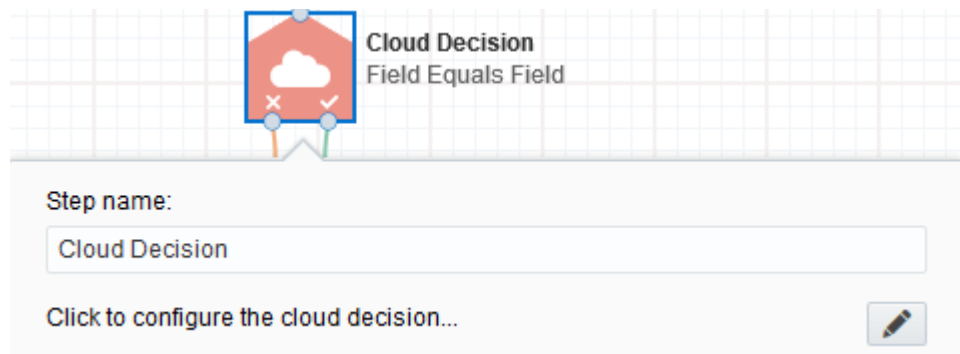 Cloud Decision
Field Equals Field
Step name:
Cloud Decision
Click to configure the cloud decision...